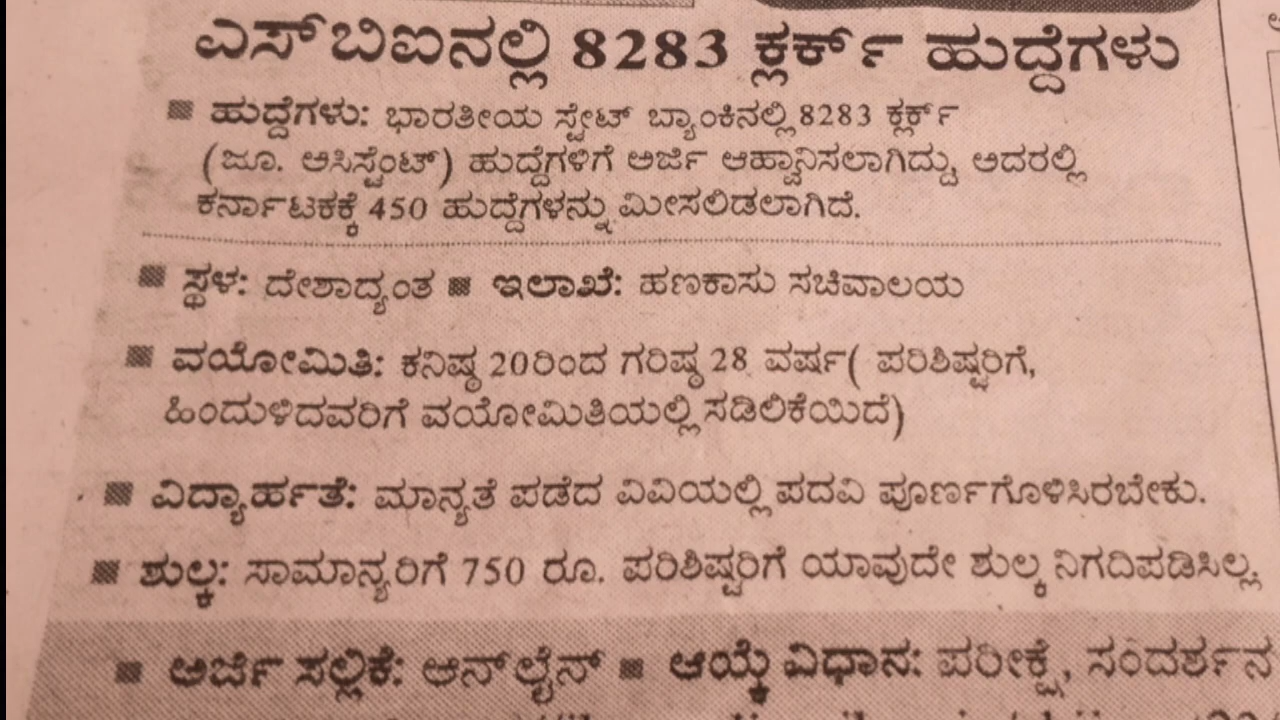 ಎಸ್‌ಬಿಐನಲ್ಲಿ 8283 ಕ್ಲರ್ಕ್ ಹುದ್ದೆಗಳು
■ ಹುದ್ದೆಗಳು: ಭಾರತೀಯ ಸ್ಟೇಟ್ ಬ್ಯಾಂಕಿನಲ್ಲಿ 8283 ಕ್ಲರ್ಕ್
(ಜೂ. ಅಸಿಸ್ಟೆಂಟ್) ಹುದ್ದೆಗಳಿಗೆ ಅರ್ಜಿ ಆಹ್ವಾನಿಸಲಾಗಿದ್ದು, ಅದರಲ್ಲಿ
ಕರ್ನಾಟಕಕ್ಕೆ 450 ಹುದ್ದೆಗಳನ್ನು ಮೀಸಲಿಡಲಾಗಿದೆ.
■ ಸ್ಥಳ: ದೇಶಾದ್ಯಂತ ■ ಇಲಾಖೆ: ಹಣಕಾಸು ಸಚಿವಾಲಯ
■ ವಯೋಮಿತಿ: ಕನಿಷ್ಠ 20ರಿಂದ ಗರಿಷ್ಠ 28 ವರ್ಷ( ಪರಿಶಿಷ್ಟರಿಗೆ,
ಹಿಂದುಳಿದವರಿಗೆ ವಯೋಮಿತಿಯಲ್ಲಿ ಸಡಿಲಿಕೆಯಿದೆ)
■ ವಿದ್ಯಾರ್ಹತೆ: ಮಾನ್ಯತೆ ಪಡೆದ ವಿವಿಯಲ್ಲಿ ಪದವಿ ಪೂರ್ಣಗೊಳಿಸಿರಬೇಕು.
■ ಶುಲ್ಕ: ಸಾಮಾನ್ಯರಿಗೆ 750 ರೂ. ಪರಿಶಿಷ್ಟರಿಗೆ ಯಾವುದೇ ಶುಲ್ಕ ನಿಗದಿಪಡಿಸಿಲ್ಲ.
■ ಅರ್ಜಿ ಸಲ್ಲಿಕೆ: ಆನ್‌ಲೈನ್ ■ ಆಯ್ಕೆ ವಿಧಾನ: ಪರೀಕ್ಷೆ, ಸಂದರ್ಶನ